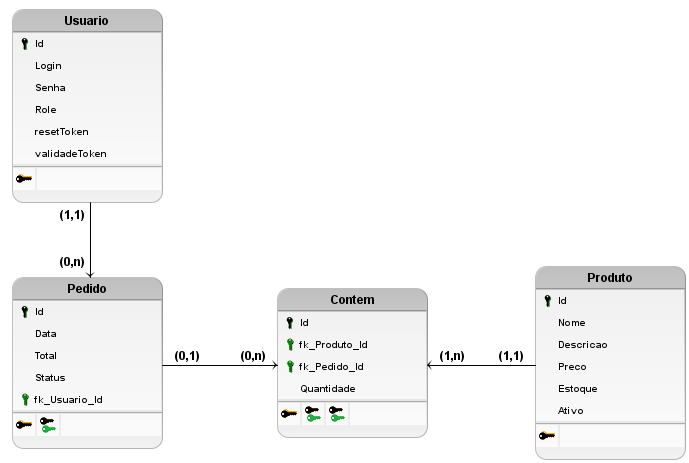 Usuario
Id
Login
Senha
Role
resetToken
validadeToken
(1,1)
(0,n)
Pedido
Id
Data
Total
Status
fk_Usuario_Id
(0,1)
(0,n)
Contem
Id
fk_Produto_Id
fk_Pedido_Id
Quantidade
(1,n)
(1,1)
Produto
Id
Nome
Descricao
Preco
Estoque
Ativo